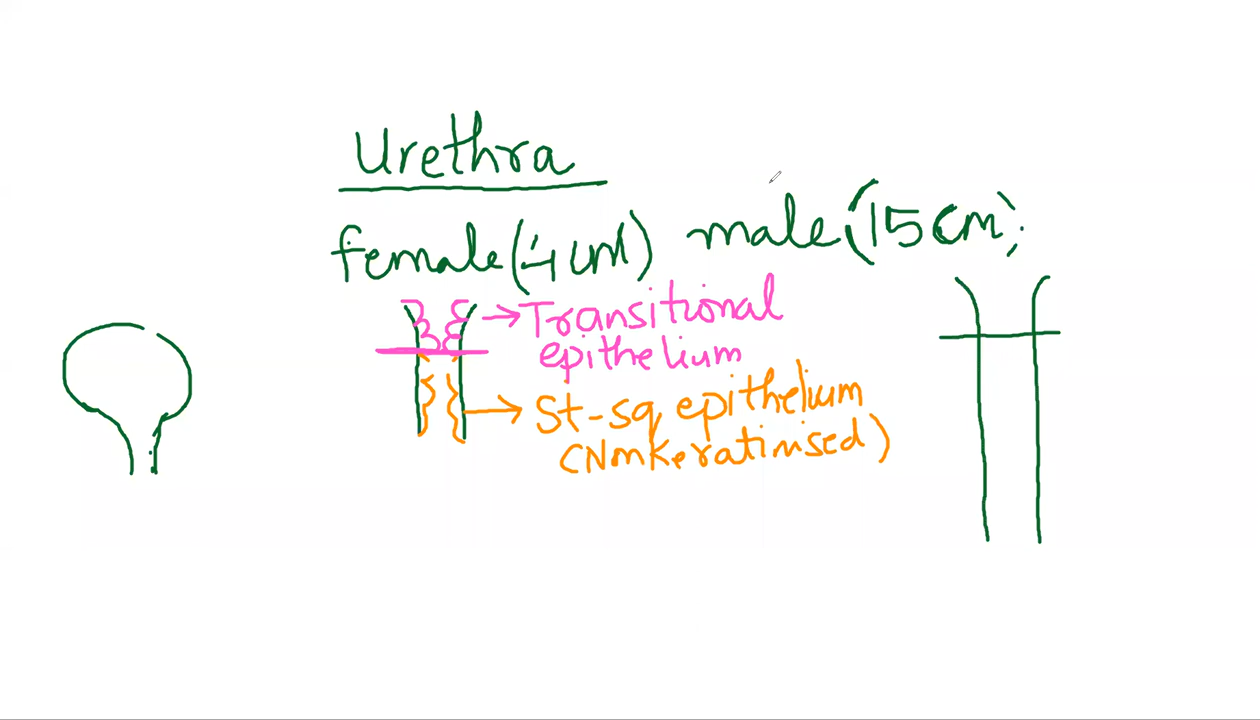 Urethra
female (4 cm) male (15 cm)
Transitional
epithelium
St-sq epithelium
(Nonkeratinised)